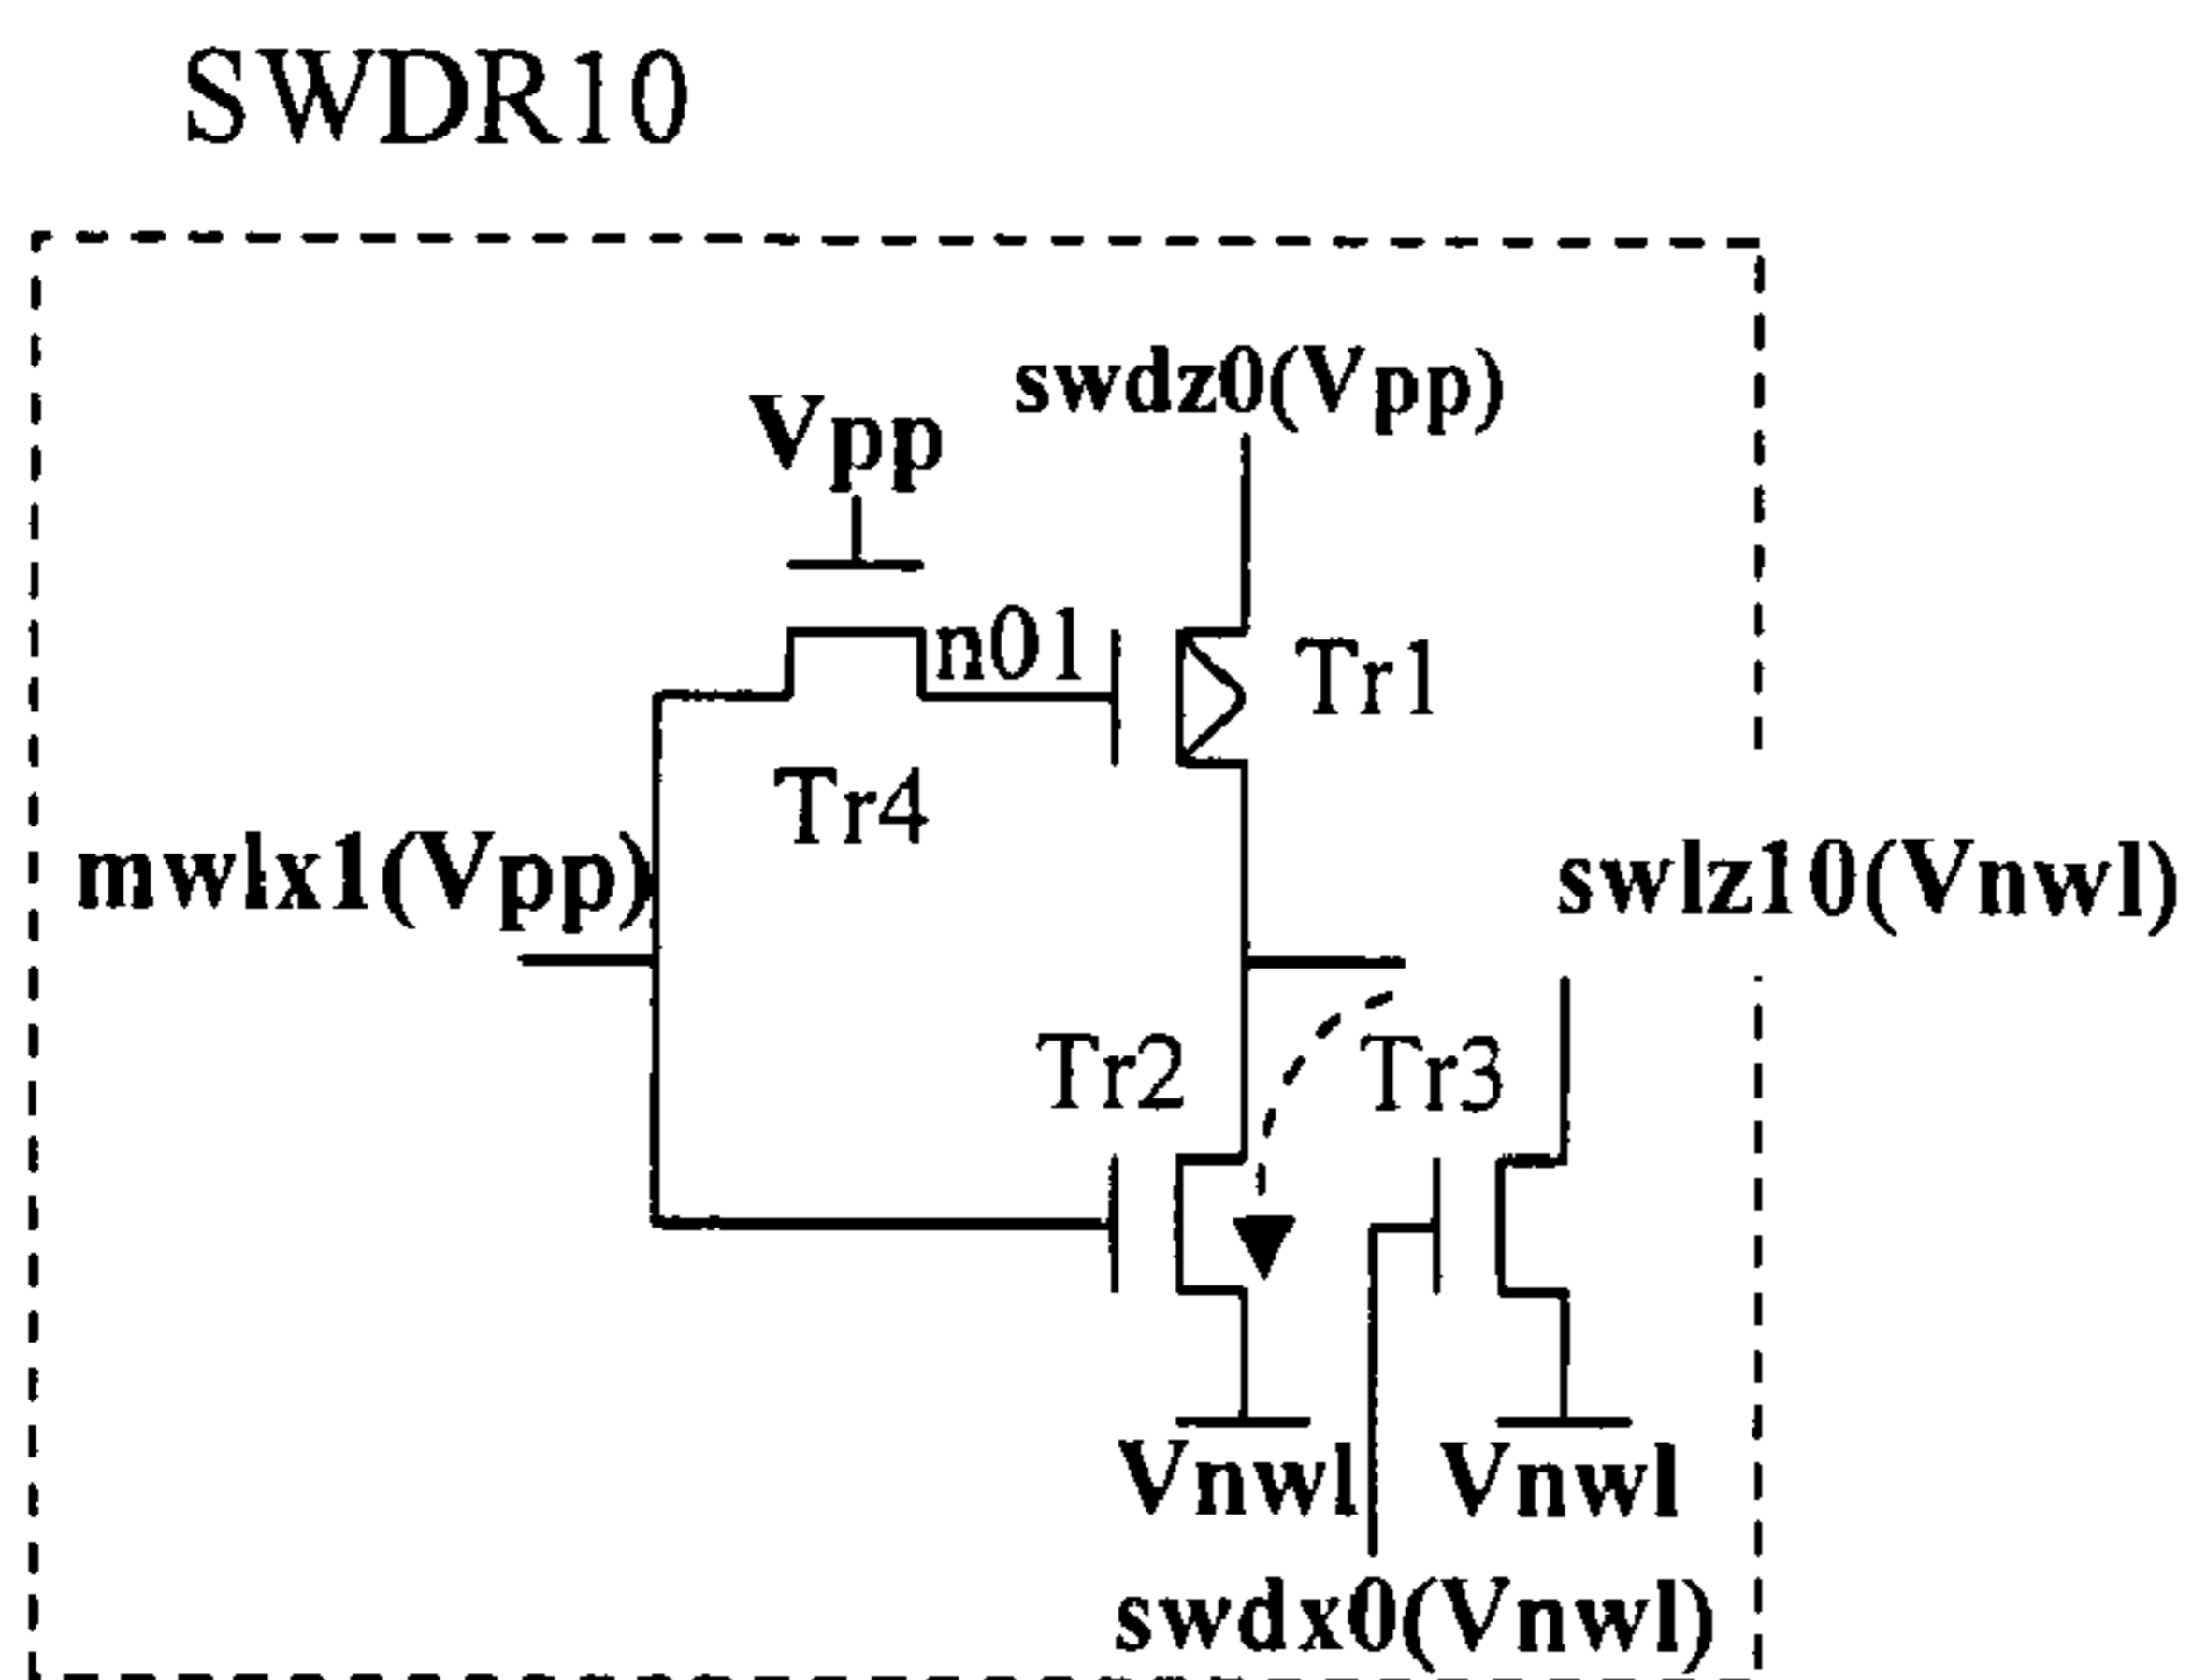 SWDR10
swdz0(Vpp)
Vpp
n01
Tr1
Tr4
mwlx1(Vpp)
swlz10(Vnwl)
Tr2
Tr3
Vnwl
Vnwl
swdx0(Vnwl)